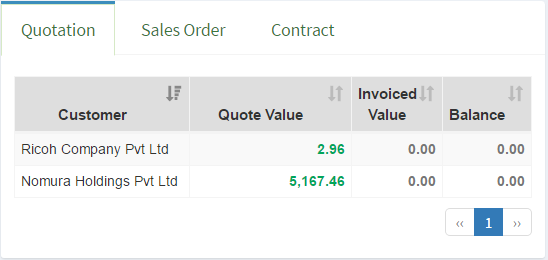 Quotation Sales Order Contract
Customer Quote Value Invoiced Value Balance
Ricoh Company Pvt Ltd 2.96 0.00 0.00
Nomura Holdings Pvt Ltd 5,167.46 0.00 0.00
‹‹ 1 ››